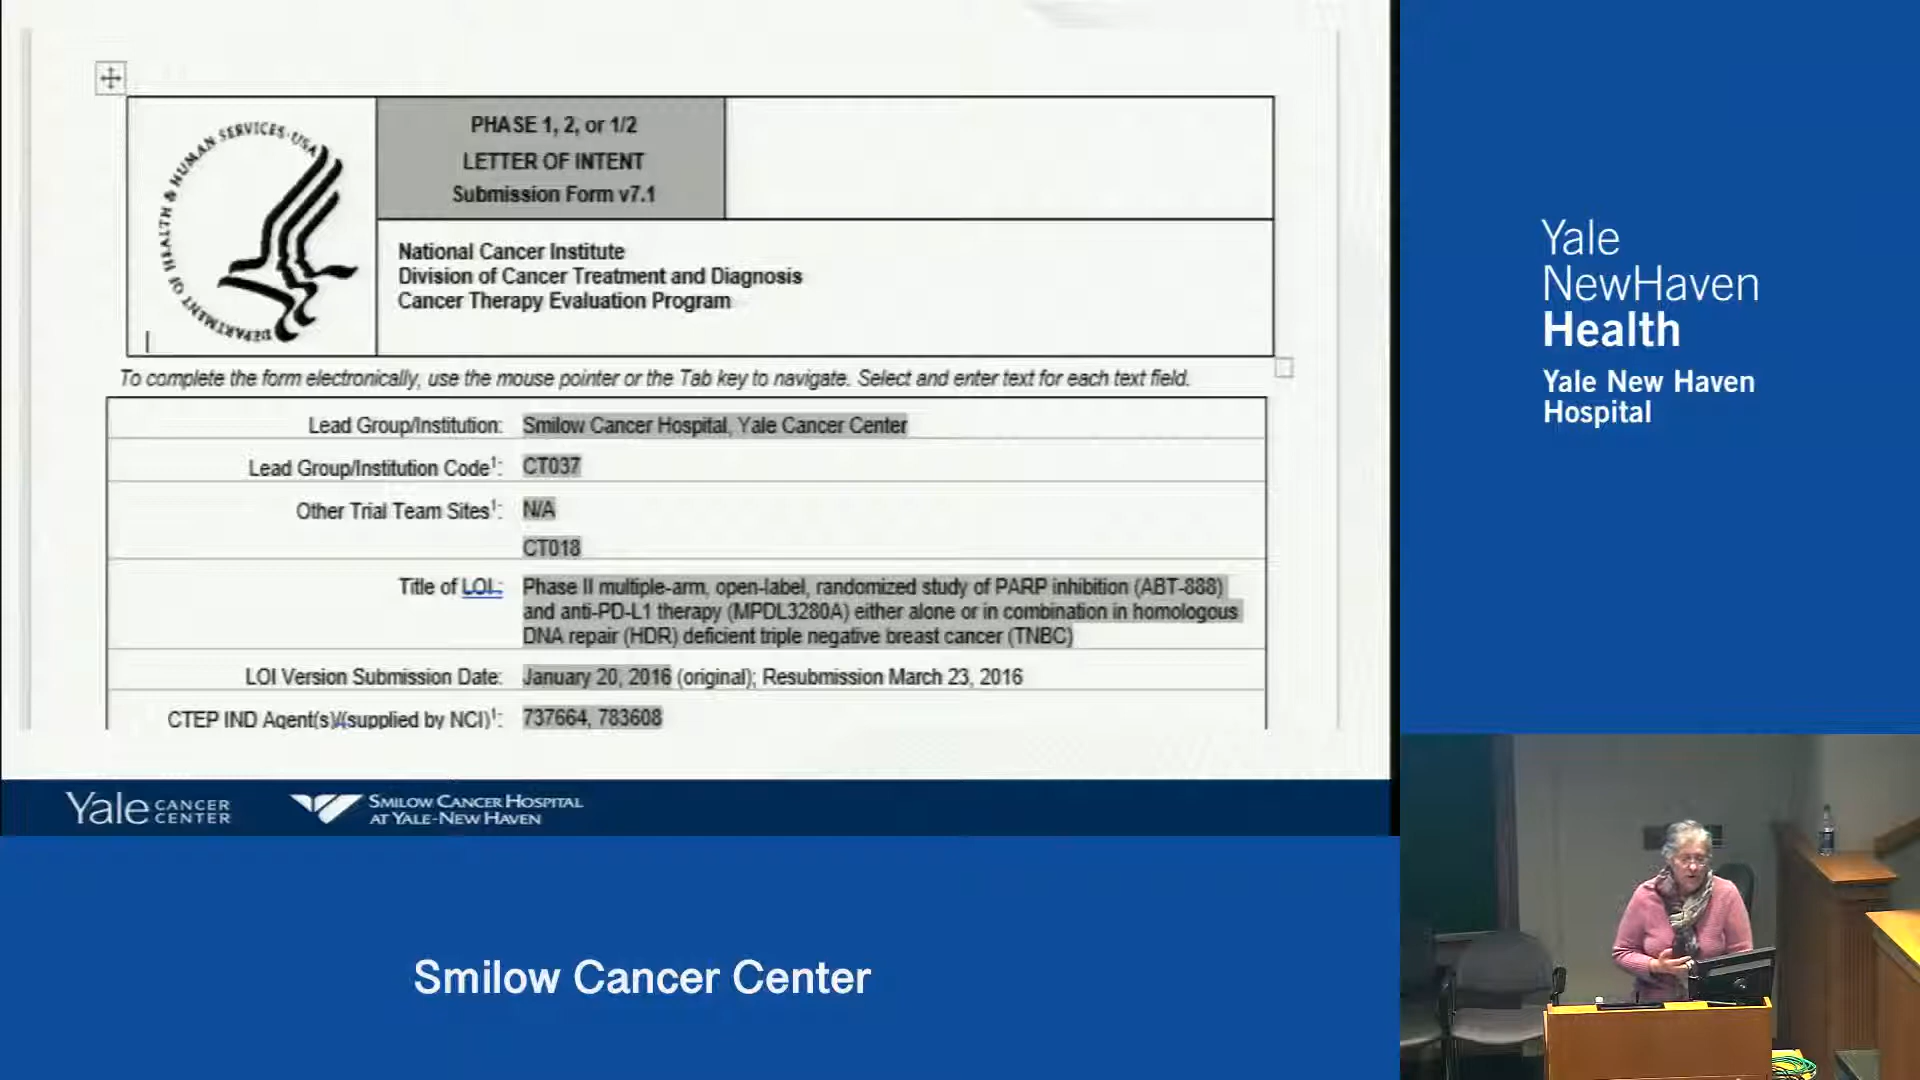 DEPARTMENT OF HEALTH & HUMAN SERVICES · USA
PHASE 1, 2, or 1/2
LETTER OF INTENT
Submission Form v7.1
National Cancer Institute
Division of Cancer Treatment and Diagnosis
Cancer Therapy Evaluation Program
To complete the form electronically, use the mouse pointer or the Tab key to navigate. Select and enter text for each text field.
Lead Group/Institution: Smilow Cancer Hospital, Yale Cancer Center
Lead Group/Institution Code1: CT037
Other Trial Team Sites1: N/A
CT018
Title of LOI: Phase II multiple-arm, open-label, randomized study of PARP inhibition (ABT-888)
and anti-PD-L1 therapy (MPDL3280A) either alone or in combination in homologous
DNA repair (HDR) deficient triple negative breast cancer (TNBC)
LOI Version Submission Date: January 20, 2016 (original); Resubmission March 23, 2016
CTEP IND Agent(s)/(supplied by NCI)1: 737664, 783608
Yale CANCER
CENTER
SMILOW CANCER HOSPITAL
AT YALE-NEW HAVEN
Smilow Cancer Center
Yale
NewHaven
Health
Yale New Haven
Hospital